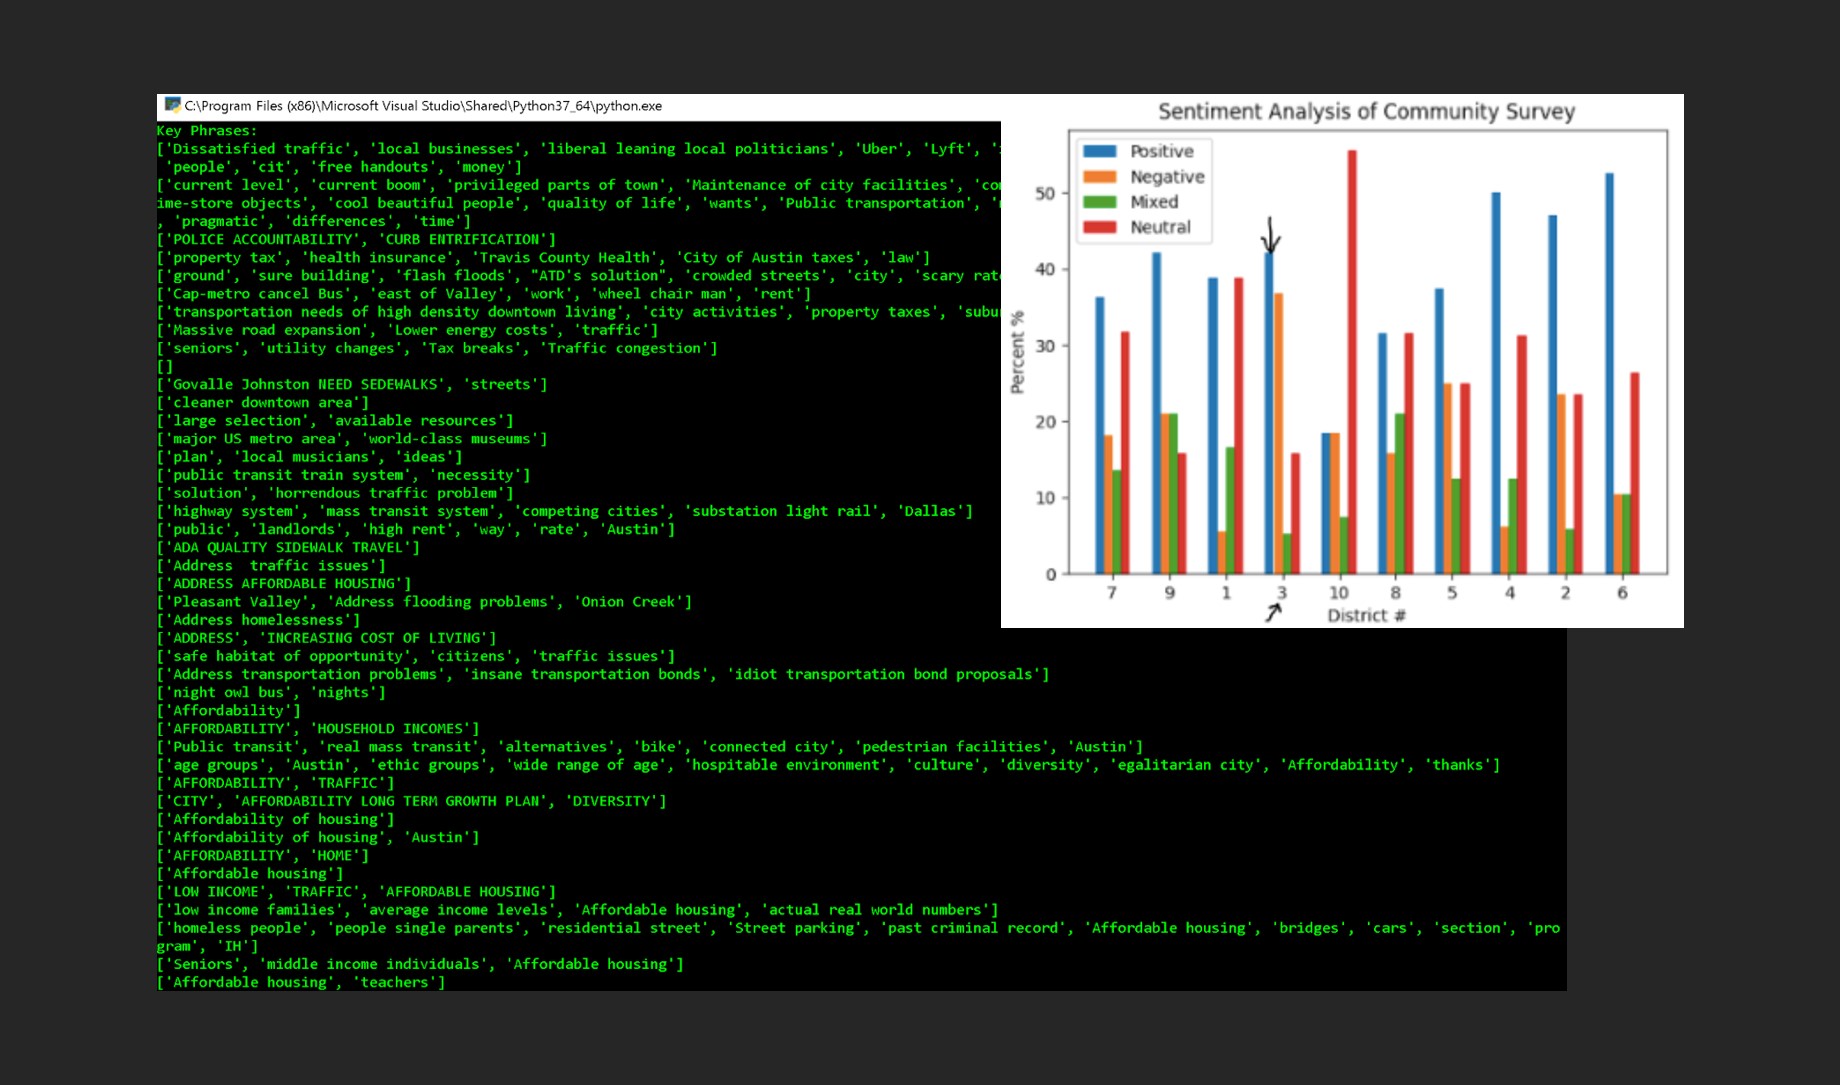 C:\Program Files (x86)\Microsoft Visual Studio\Shared\Python37_64\python.exe
Key Phrases:
['Dissatisfied traffic', 'local businesses', 'liberal leaning local politicians', 'Uber', 'Lyft', '
'people', 'cit', 'free handouts', 'money']
['current level', 'current boom', 'privileged parts of town', 'Maintenance of city facilities',
ime-store objects', 'cool beautiful people', 'quality of life', 'wants', 'Public transportation', '
, 'pragmatic', 'differences', 'time']
['POLICE ACCOUNTABILITY', 'CURB ENTRIFICATION']
['property tax', 'health insurance', 'Travis County Health', 'City of Austin taxes', 'law']
['ground', 'sure building', 'flash floods', "ATD's solution", 'crowded streets', 'city', 'scary rat
['Cap-metro cancel Bus', 'east of Valley', 'work', 'wheel chair man', 'rent']
['transportation needs of high density downtown living', 'city activities', 'property taxes', 'subu
['Massive road expansion', 'Lower energy costs', 'traffic']
['seniors', 'utility changes', 'Tax breaks', 'Traffic congestion']
[]
['Govalle Johnston NEED SEDEWALKS', 'streets']
['cleaner downtown area']
['large selection', 'available resources']
['major US metro area', 'world-class museums']
['plan', 'local musicians', 'ideas']
['public transit train system', 'necessity']
['solution', 'horrendous traffic problem']
['highway system', 'mass transit system', 'competing cities', 'substation light rail', 'Dallas']
['public', 'landlords', 'high rent', 'way', 'rate', 'Austin']
['ADA QUALITY SIDEWALK TRAVEL']
['Address  traffic issues']
['ADDRESS AFFORDABLE HOUSING']
['Pleasant Valley', 'Address flooding problems', 'Onion Creek']
['Address homelessness']
['ADDRESS', 'INCREASING COST OF LIVING']
['safe habitat of opportunity', 'citizens', 'traffic issues']
['Address transportation problems', 'insane transportation bonds', 'idiot transportation bond proposals']
['night owl bus', 'nights']
['Affordability']
['AFFORDABILITY', 'HOUSEHOLD INCOMES']
['Public transit', 'real mass transit', 'alternatives', 'bike', 'connected city', 'pedestrian facilities', 'Austin']
['age groups', 'Austin', 'ethic groups', 'wide range of age', 'hospitable environment', 'culture', 'diversity', 'egalitarian city', 'Affordability', 'thanks']
['AFFORDABILITY', 'TRAFFIC']
['CITY', 'AFFORDABILITY LONG TERM GROWTH PLAN', 'DIVERSITY']
['Affordability of housing']
['Affordability of housing', 'Austin']
['AFFORDABILITY', 'HOME']
['Affordable housing']
['LOW INCOME', 'TRAFFIC', 'AFFORDABLE HOUSING']
['low income families', 'average income levels', 'Affordable housing', 'actual real world numbers']
['homeless people', 'people single parents', 'residential street', 'Street parking', 'past criminal record', 'Affordable housing', 'bridges', 'cars', 'section', 'pro
gram', 'IH']
['Seniors', 'middle income individuals', 'Affordable housing']
['Affordable housing', 'teachers']
Sentiment Analysis of Community Survey
Positive
Negative
Mixed
Neutral
Percent %
50
40
30
20
10
0
7 9 1 3 10 8 5 4 2 6
District #